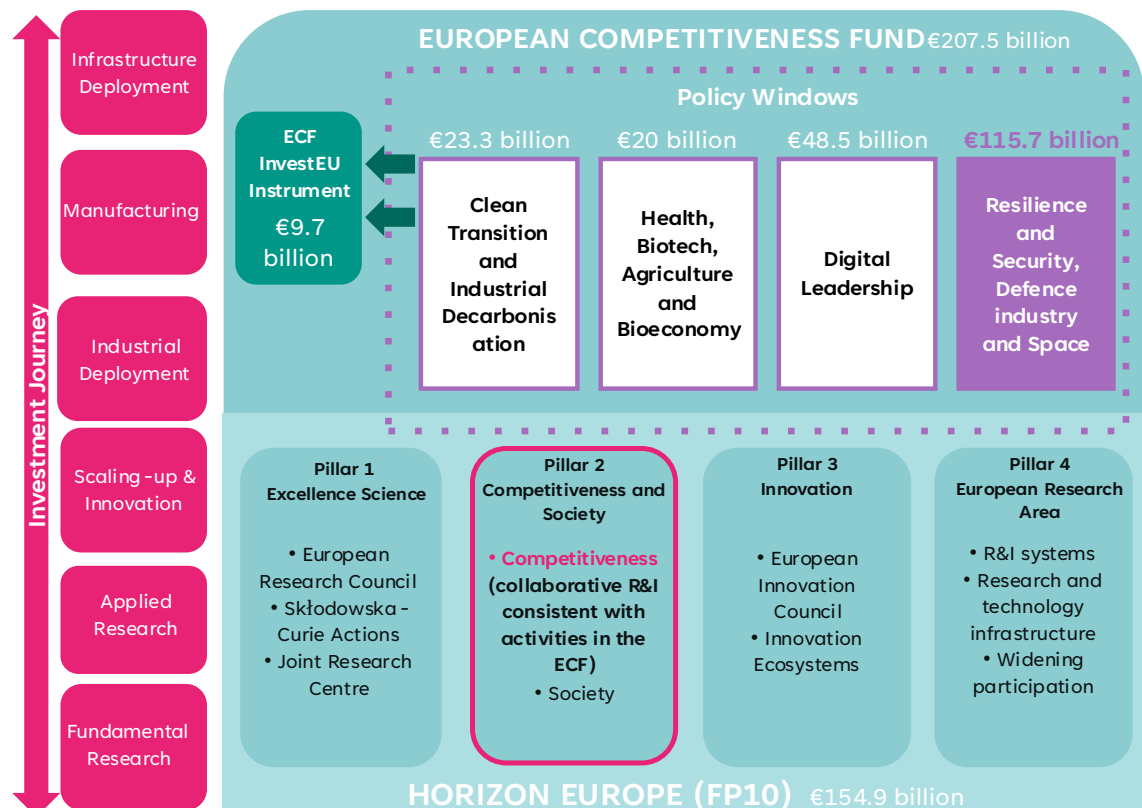 Investment Journey
Infrastructure
Deployment
Manufacturing
Industrial
Deployment
Scaling-up &
Innovation
Applied
Research
Fundamental
Research
EUROPEAN COMPETITIVENESS FUND €207.5 billion
Policy Windows
ECF
InvestEU
Instrument
€9.7
billion
€23.3 billion
Clean
Transition
and
Industrial
Decarbonis
ation
€20 billion
Health,
Biotech,
Agriculture
and
Bioeconomy
€48.5 billion
Digital
Leadership
€115.7 billion
Resilience
and
Security,
Defence
industry
and Space
Pillar 1
Excellence Science
• European
Research Council
• Skłodowska-
Curie Actions
• Joint Research
Centre
Pillar 2
Competitiveness and
Society
• Competitiveness
(collaborative R&I
consistent with
activities in the
ECF)
• Society
Pillar 3
Innovation
• European
Innovation
Council
• Innovation
Ecosystems
Pillar 4
European Research
Area
• R&I systems
• Research and
technology
infrastructure
• Widening
participation
HORIZON EUROPE (FP10) €154.9 billion